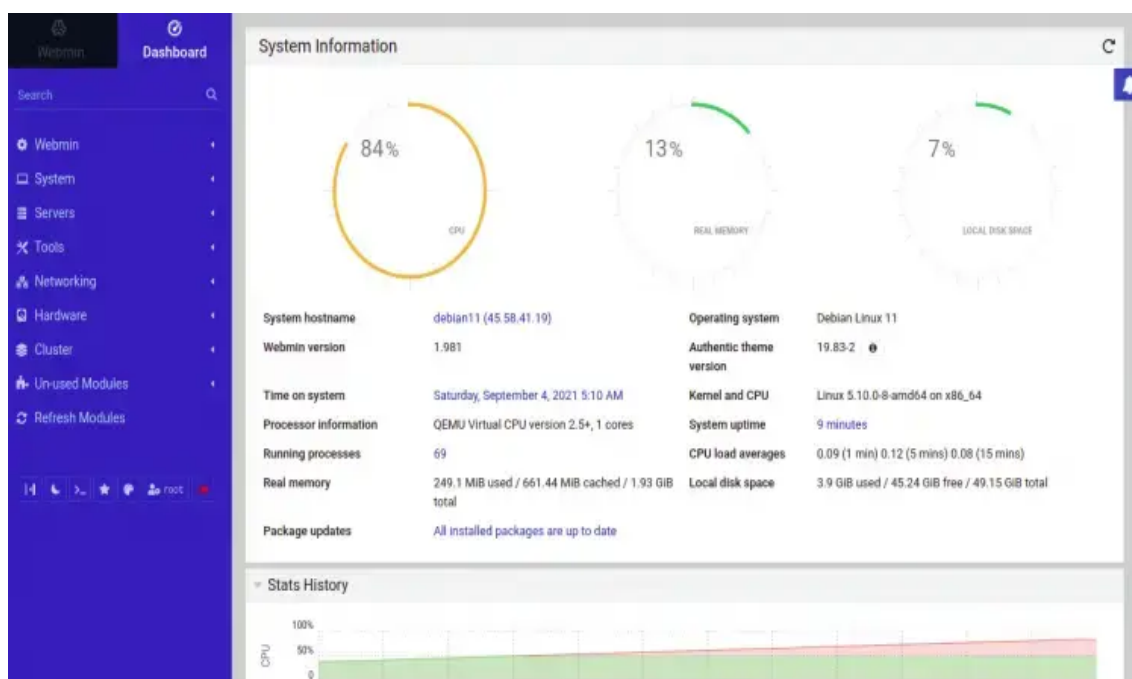 Webmin
Dashboard
Search
Webmin
System
Servers
Tools
Networking
Hardware
Cluster
Un-used Modules
Refresh Modules
root
System Information
84%
CPU
13%
REAL MEMORY
7%
LOCAL DISK SPACE
System hostname debian11 (45.58.41.19) Operating system Debian Linux 11
Webmin version 1.981 Authentic theme version 19.83-2
Time on system Saturday, September 4, 2021 5:10 AM Kernel and CPU Linux 5.10.0-8-amd64 on x86_64
Processor information QEMU Virtual CPU version 2.5+, 1 cores System uptime 9 minutes
Running processes 69 CPU load averages 0.09 (1 min) 0.12 (5 mins) 0.08 (15 mins)
Real memory 249.1 MiB used / 661.44 MiB cached / 1.93 GiB total Local disk space 3.9 GiB used / 45.24 GiB free / 49.15 GiB total
Package updates All installed packages are up to date
Stats History
100%
50%
0
CPU